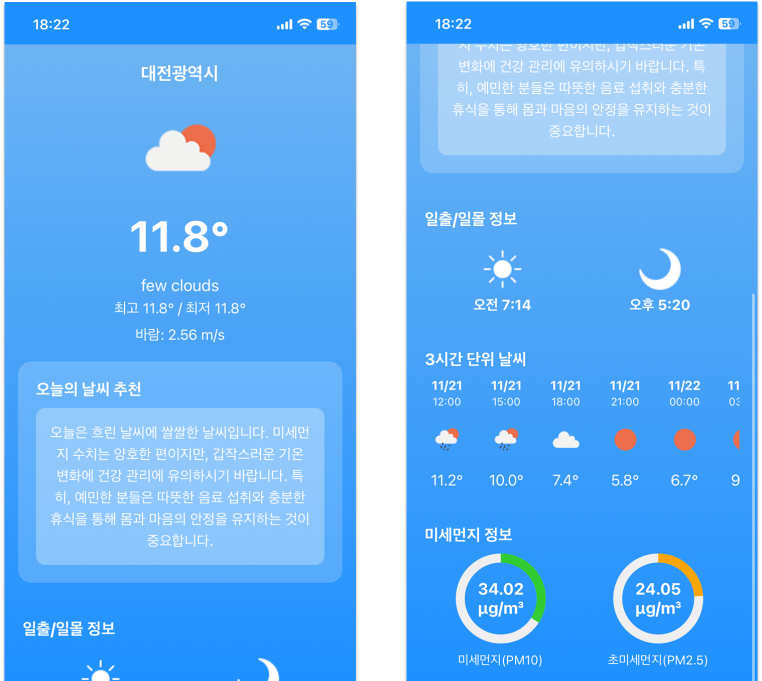 18:22
59
대전광역시
11.8°
few clouds
최고 11.8° / 최저 11.8°
바람: 2.56 m/s
오늘의 날씨 추천
오늘은 흐린 날씨에 쌀쌀한 날씨입니다. 미세먼
지 수치는 양호한 편이지만, 갑작스러운 기온
변화에 건강 관리에 유의하시기 바랍니다. 특
히, 예민한 분들은 따뜻한 음료 섭취와 충분한
휴식을 통해 몸과 마음의 안정을 유지하는 것이
중요합니다.
일출/일몰 정보
18:22
59
지 수치는 양호한 편이지만, 갑작스러운 기온
변화에 건강 관리에 유의하시기 바랍니다. 특
히, 예민한 분들은 따뜻한 음료 섭취와 충분한
휴식을 통해 몸과 마음의 안정을 유지하는 것이
중요합니다.
일출/일몰 정보
오전 7:14 오후 5:20
3시간 단위 날씨
11/21 11/21 11/21 11/21 11/22 11
12:00 15:00 18:00 21:00 00:00
11.2° 10.0° 7.4° 5.8° 6.7° 9
미세먼지 정보
34.02 24.05
μg/m³ μg/m³
미세먼지(PM10) 초미세먼지(PM2.5)